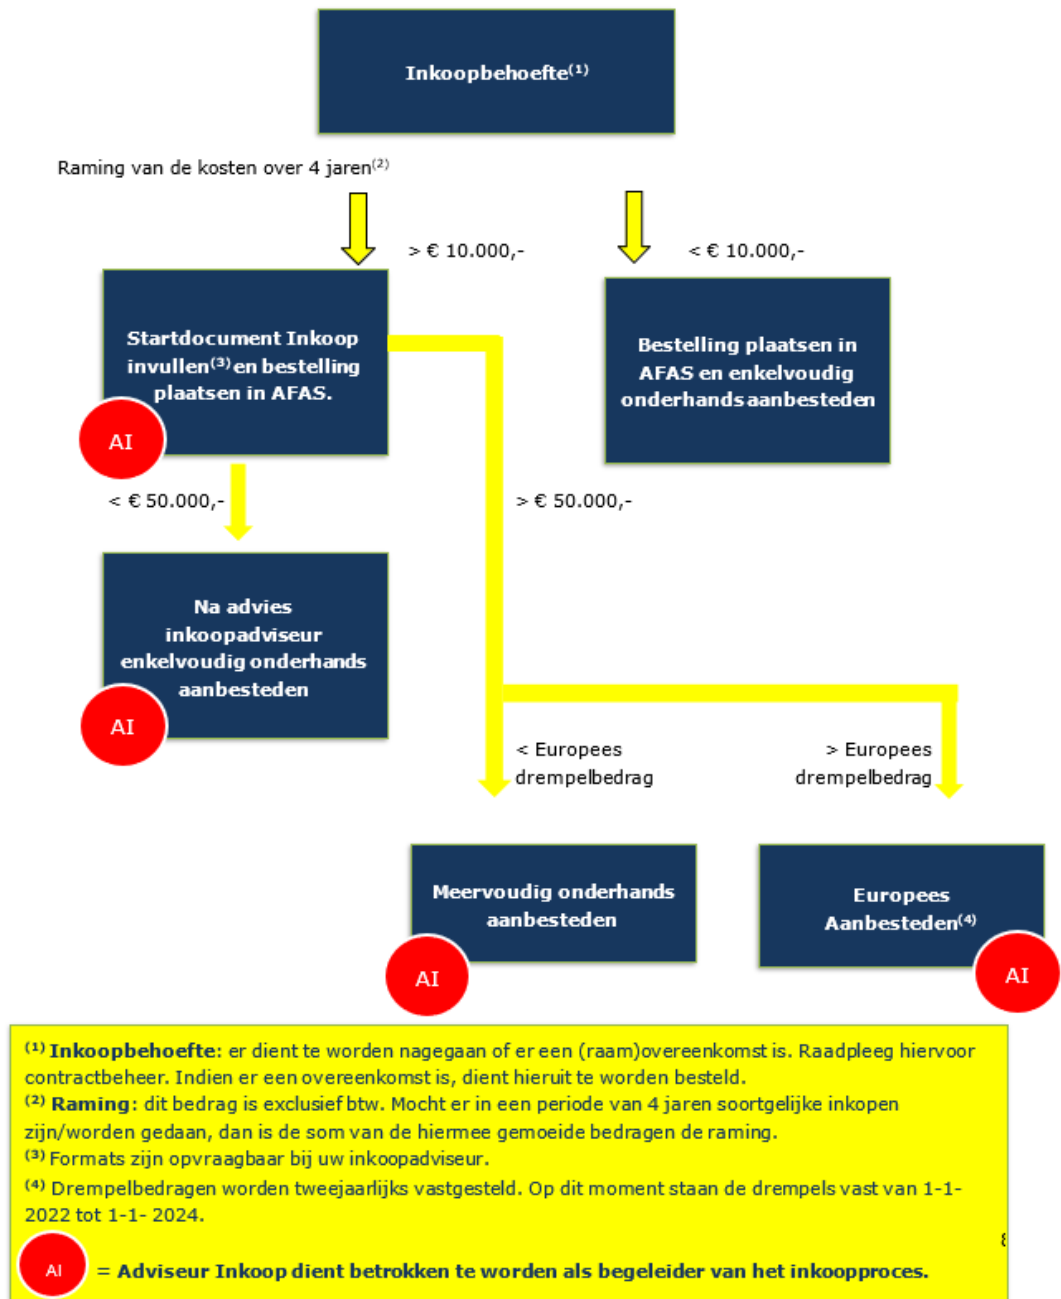 Inkoopbehoefte(1)
Raming van de kosten over 4 jaren(2)
> € 10.000,-
< € 10.000,-
Startdocument Inkoop
invullen(3) en bestelling
plaatsen in AFAS.
AI
Bestelling plaatsen in
AFAS en enkelvoudig
onderhands aanbesteden
< € 50.000,-
> € 50.000,-
Na advies
inkoopadviseur
enkelvoudig onderhands
aanbesteden
AI
< Europees
drempelbedrag
> Europees
drempelbedrag
Meervoudig onderhands
aanbesteden
AI
Europees
Aanbesteden(4)
AI
(1) Inkoopbehoefte: er dient te worden nagegaan of er een (raam)overeenkomst is. Raadpleeg hiervoor
contractbeheer. Indien er een overeenkomst is, dient hieruit te worden besteld.
(2) Raming: dit bedrag is exclusief btw. Mocht er in een periode van 4 jaren soortgelijke inkopen
zijn/worden gedaan, dan is de som van de hiermee gemoeide bedragen de raming.
(3) Formats zijn opvraagbaar bij uw inkoopadviseur.
(4) Drempelbedragen worden tweejaarlijks vastgesteld. Op dit moment staan de drempels vast van 1-1-
2022 tot 1-1- 2024.
AI = Adviseur Inkoop dient betrokken te worden als begeleider van het inkoopproces.